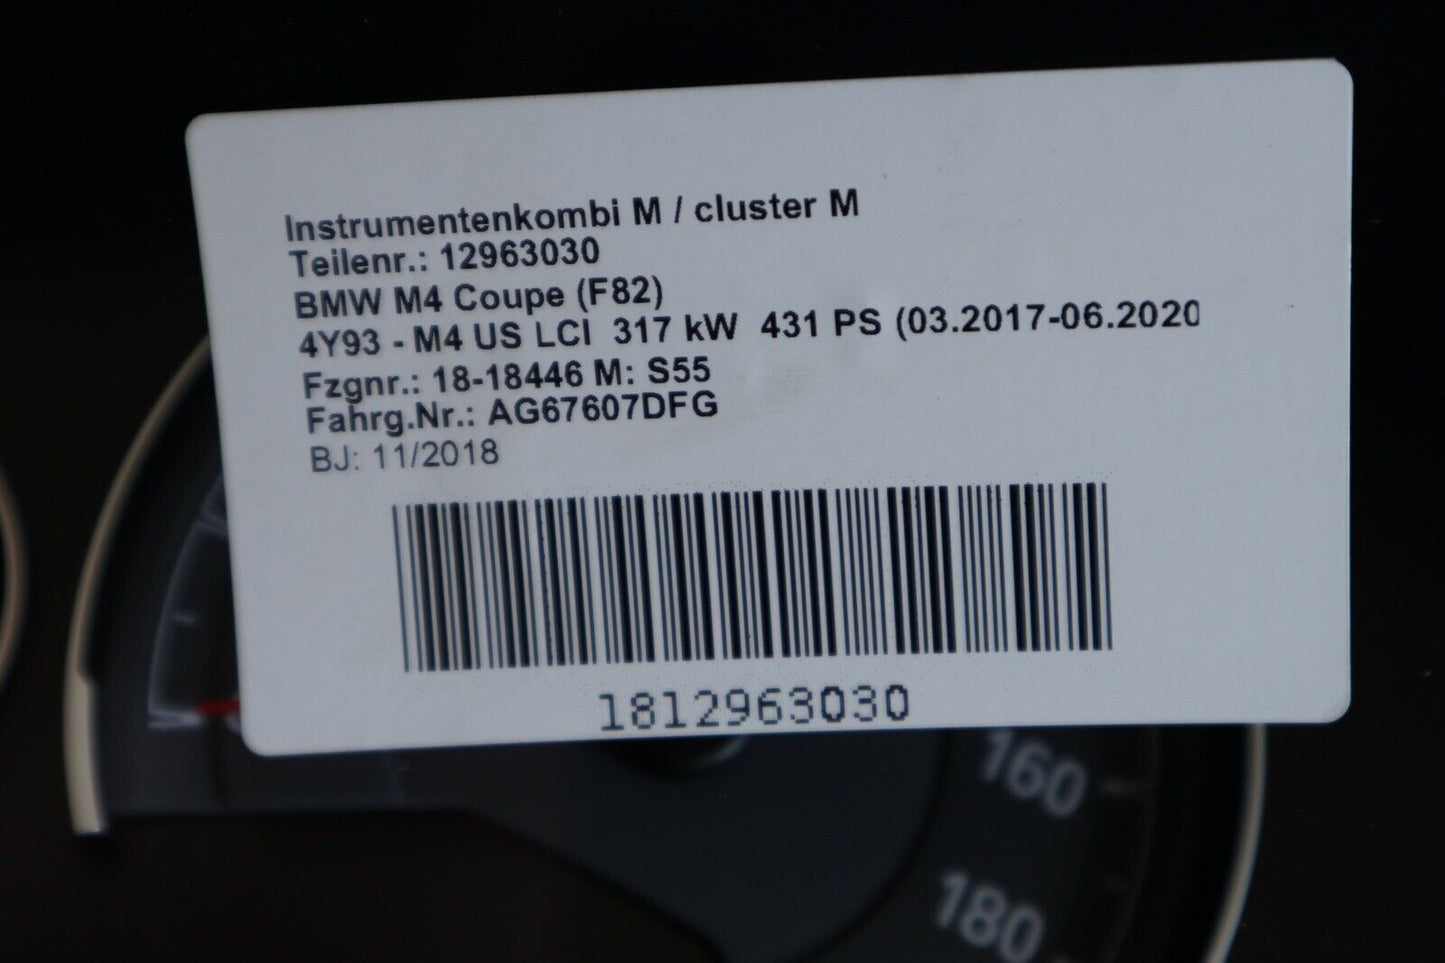 Instrumentenkombi M / cluster M
Teilenr.: 12963030
BMW M4 Coupe (F82)
4Y93 - M4 US LCI  317 kW  431 PS (03.2017-06.2020
Fzgnr.: 18-18446 M: S55
Fahrg.Nr.: AG67607DFG
BJ: 11/2018
1812963030
160
180